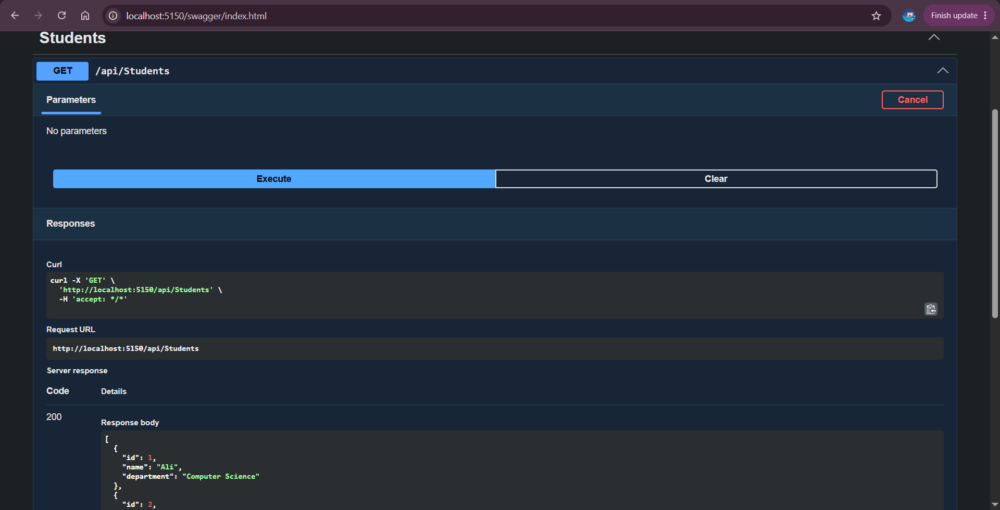 localhost:5150/swagger/index.html
Finish update
Students
GET /api/Students
Parameters
Cancel
No parameters
Execute
Clear
Responses
Curl
curl -X 'GET' \
  'http://localhost:5150/api/Students' \
  -H 'accept: */*'
Request URL
http://localhost:5150/api/Students
Server response
Code Details
200
Response body
[
  {
    "id": 1,
    "name": "Ali",
    "department": "Computer Science"
  },
  {
    "id": 2,